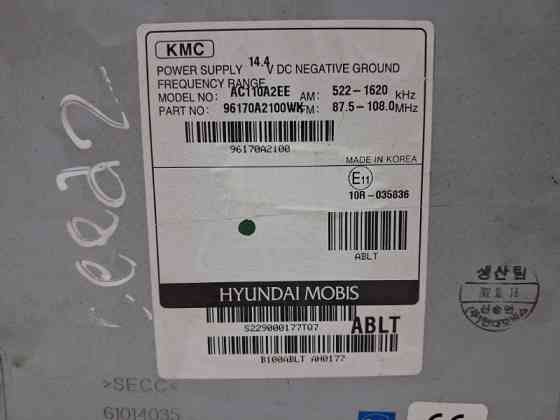 KMC
POWER SUPPLY 14.4 V DC NEGATIVE GROUND
FREQUENCY RANGE
MODEL NO: AC110A2EE AM: 522-1620 KHz
PART NO: 96170A2100WK FM: 87.5-108.0 MHz
96170A2100
MADE IN KOREA
E11
10R-035836
ABLT
HYUNDAI MOBIS
S229000177TQ7
ABLT
B100ABLT AH0177
생산팀
>SECC<
61014035